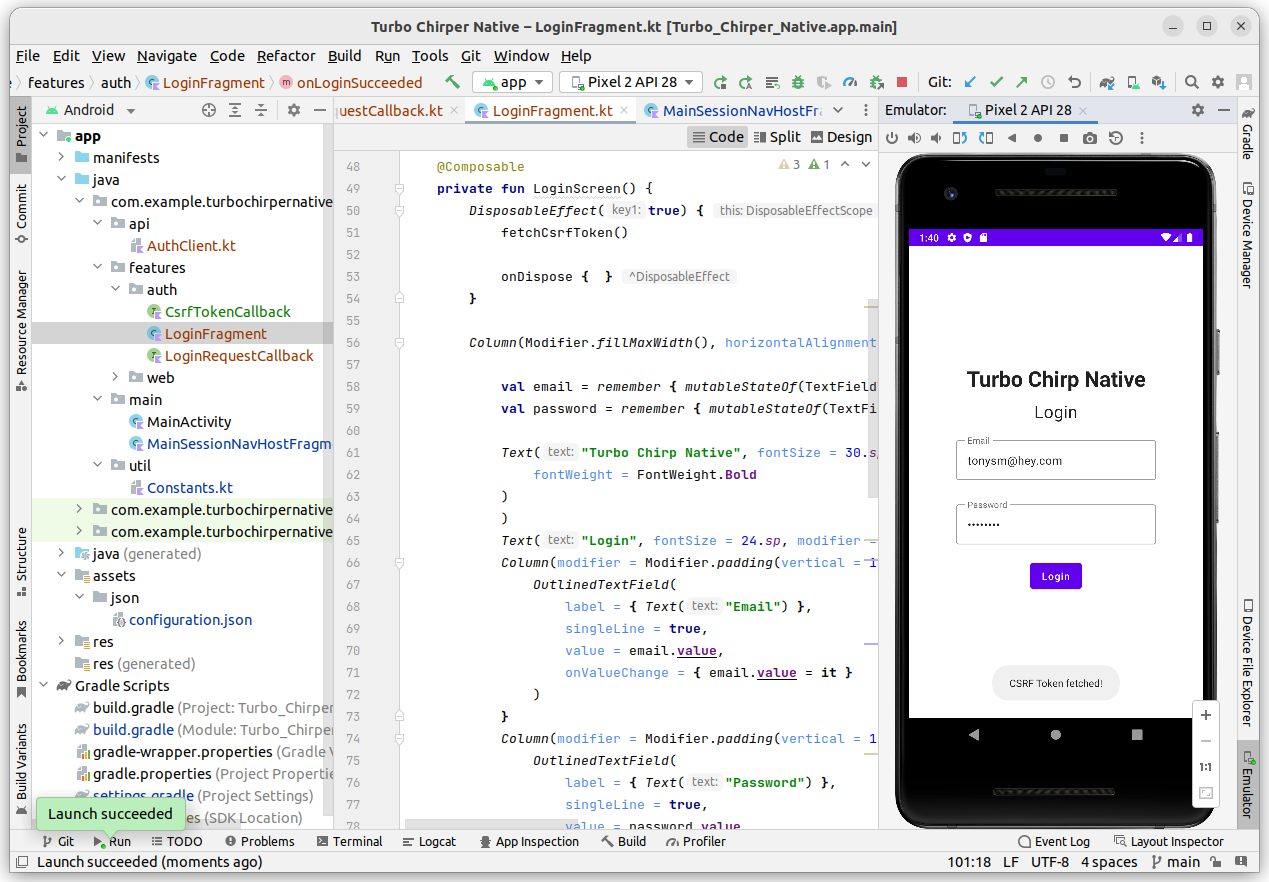 Turbo Chirper Native – LoginFragment.kt [Turbo_Chirper_Native.app.main]
File Edit View Navigate Code Refactor Build Run Tools Git Window Help
features auth LoginFragment onLoginSucceeded app Pixel 2 API 28 Git:
Project
Commit
Resource Manager
Structure
Bookmarks
Build Variants
Android
app
manifests
java
com.example.turbochirpernative
api
AuthClient.kt
features
auth
CsrfTokenCallback
LoginFragment
LoginRequestCallback
web
main
MainActivity
MainSessionNavHostFragm
util
Constants.kt
com.example.turbochirpernative
com.example.turbochirpernative
java (generated)
assets
json
configuration.json
res
res (generated)
Gradle Scripts
build.gradle (Project: Turbo_Chirper
build.gradle (Module: Turbo_Chirpe
gradle-wrapper.properties (Gradle V
gradle.properties (Project Propertie
settings.gradle (Project Settings)
es (SDK Location)
Launch succeeded
questCallback.kt LoginFragment.kt MainSessionNavHostFra
Code Split Design
3 1
48 @Composable
49 private fun LoginScreen() {
50 DisposableEffect( key1: true) { this: DisposableEffectScope
51 fetchCsrfToken()
52
53 onDispose { } ^DisposableEffect
54 }
55
56 Column(Modifier.fillMaxWidth(), horizontalAlignment
57
58 val email = remember { mutableStateOf(TextField
59 val password = remember { mutableStateOf(TextFi
60
61 Text( text: "Turbo Chirp Native", fontSize = 30.sp
62 fontWeight = FontWeight.Bold
63 )
64 )
65 Text( text: "Login", fontSize = 24.sp, modifier =
66 Column(modifier = Modifier.padding(vertical = 1
67 OutlinedTextField(
68 label = { Text( text: "Email") },
69 singleLine = true,
70 value = email.value,
71 onValueChange = { email.value = it }
72 )
73 }
74 Column(modifier = Modifier.padding(vertical = 1
75 OutlinedTextField(
76 label = { Text( text: "Password") },
77 singleLine = true,
78 value = password.value
Emulator: Pixel 2 API 28
1:40
Turbo Chirp Native
Login
Email
tonysm@hey.com
Password
••••••••
Login
CSRF Token fetched!
+
−
1:1
Gradle
Device Manager
Device File Explorer
Emulator
Git Run TODO Problems Terminal Logcat App Inspection Build Profiler Event Log Layout Inspector
Launch succeeded (moments ago) 101:18 LF UTF-8 4 spaces main